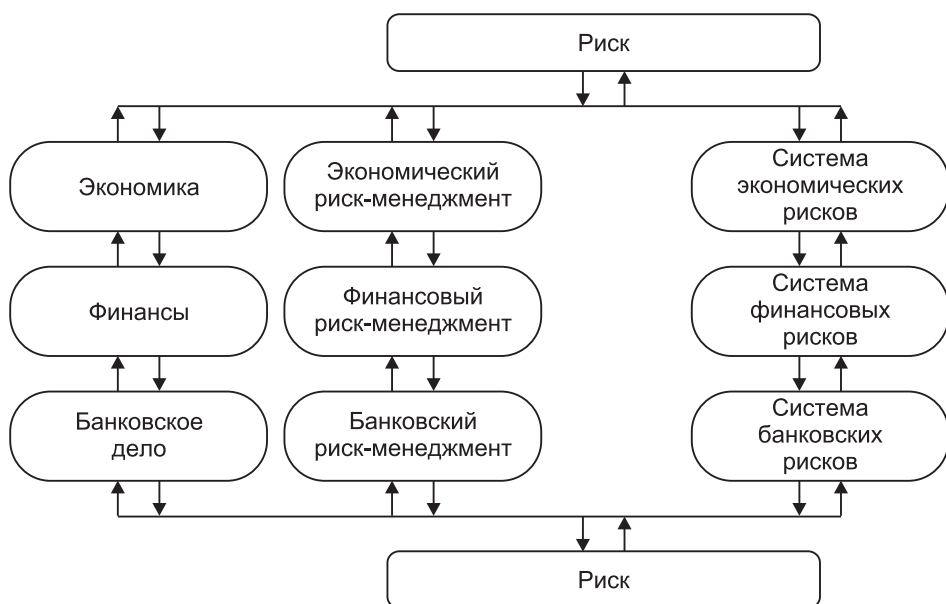 Риск
Экономика
Экономический
риск-менеджмент
Система
экономических
рисков
Финансы
Финансовый
риск-менеджмент
Система
финансовых
рисков
Банковское
дело
Банковский
риск-менеджмент
Система
банковских
рисков
Риск